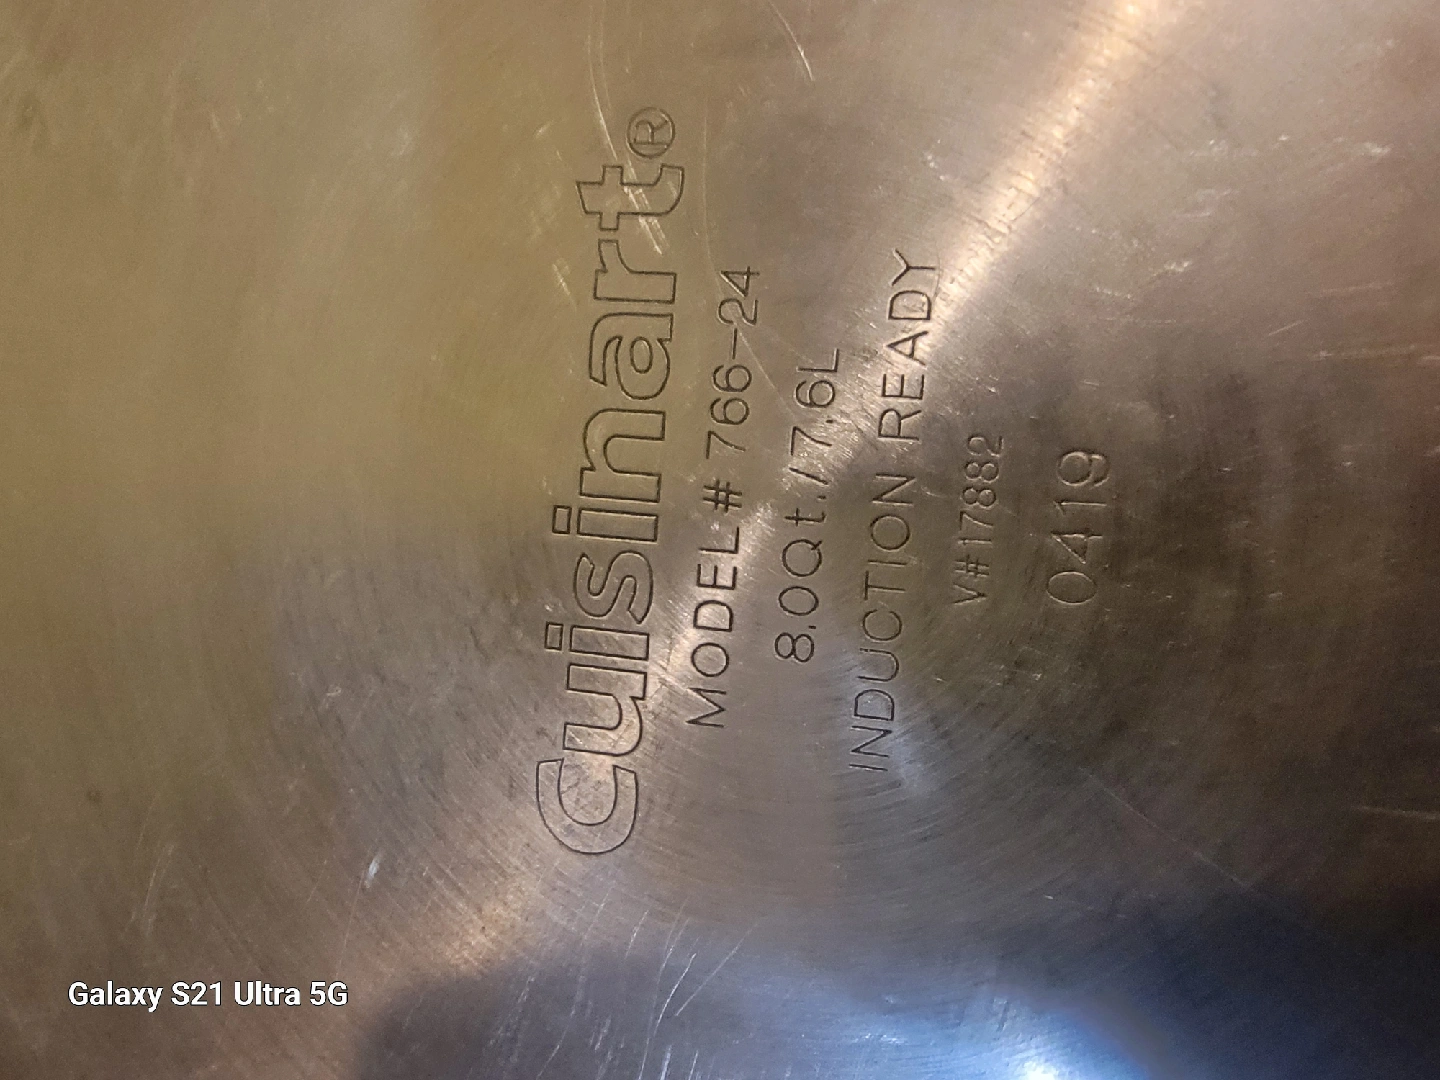 Cuisinart®
MODEL# 766-24
8.0Qt./7.6L
INDUCTION READY
V#17882
0419
Galaxy S21 Ultra 5G